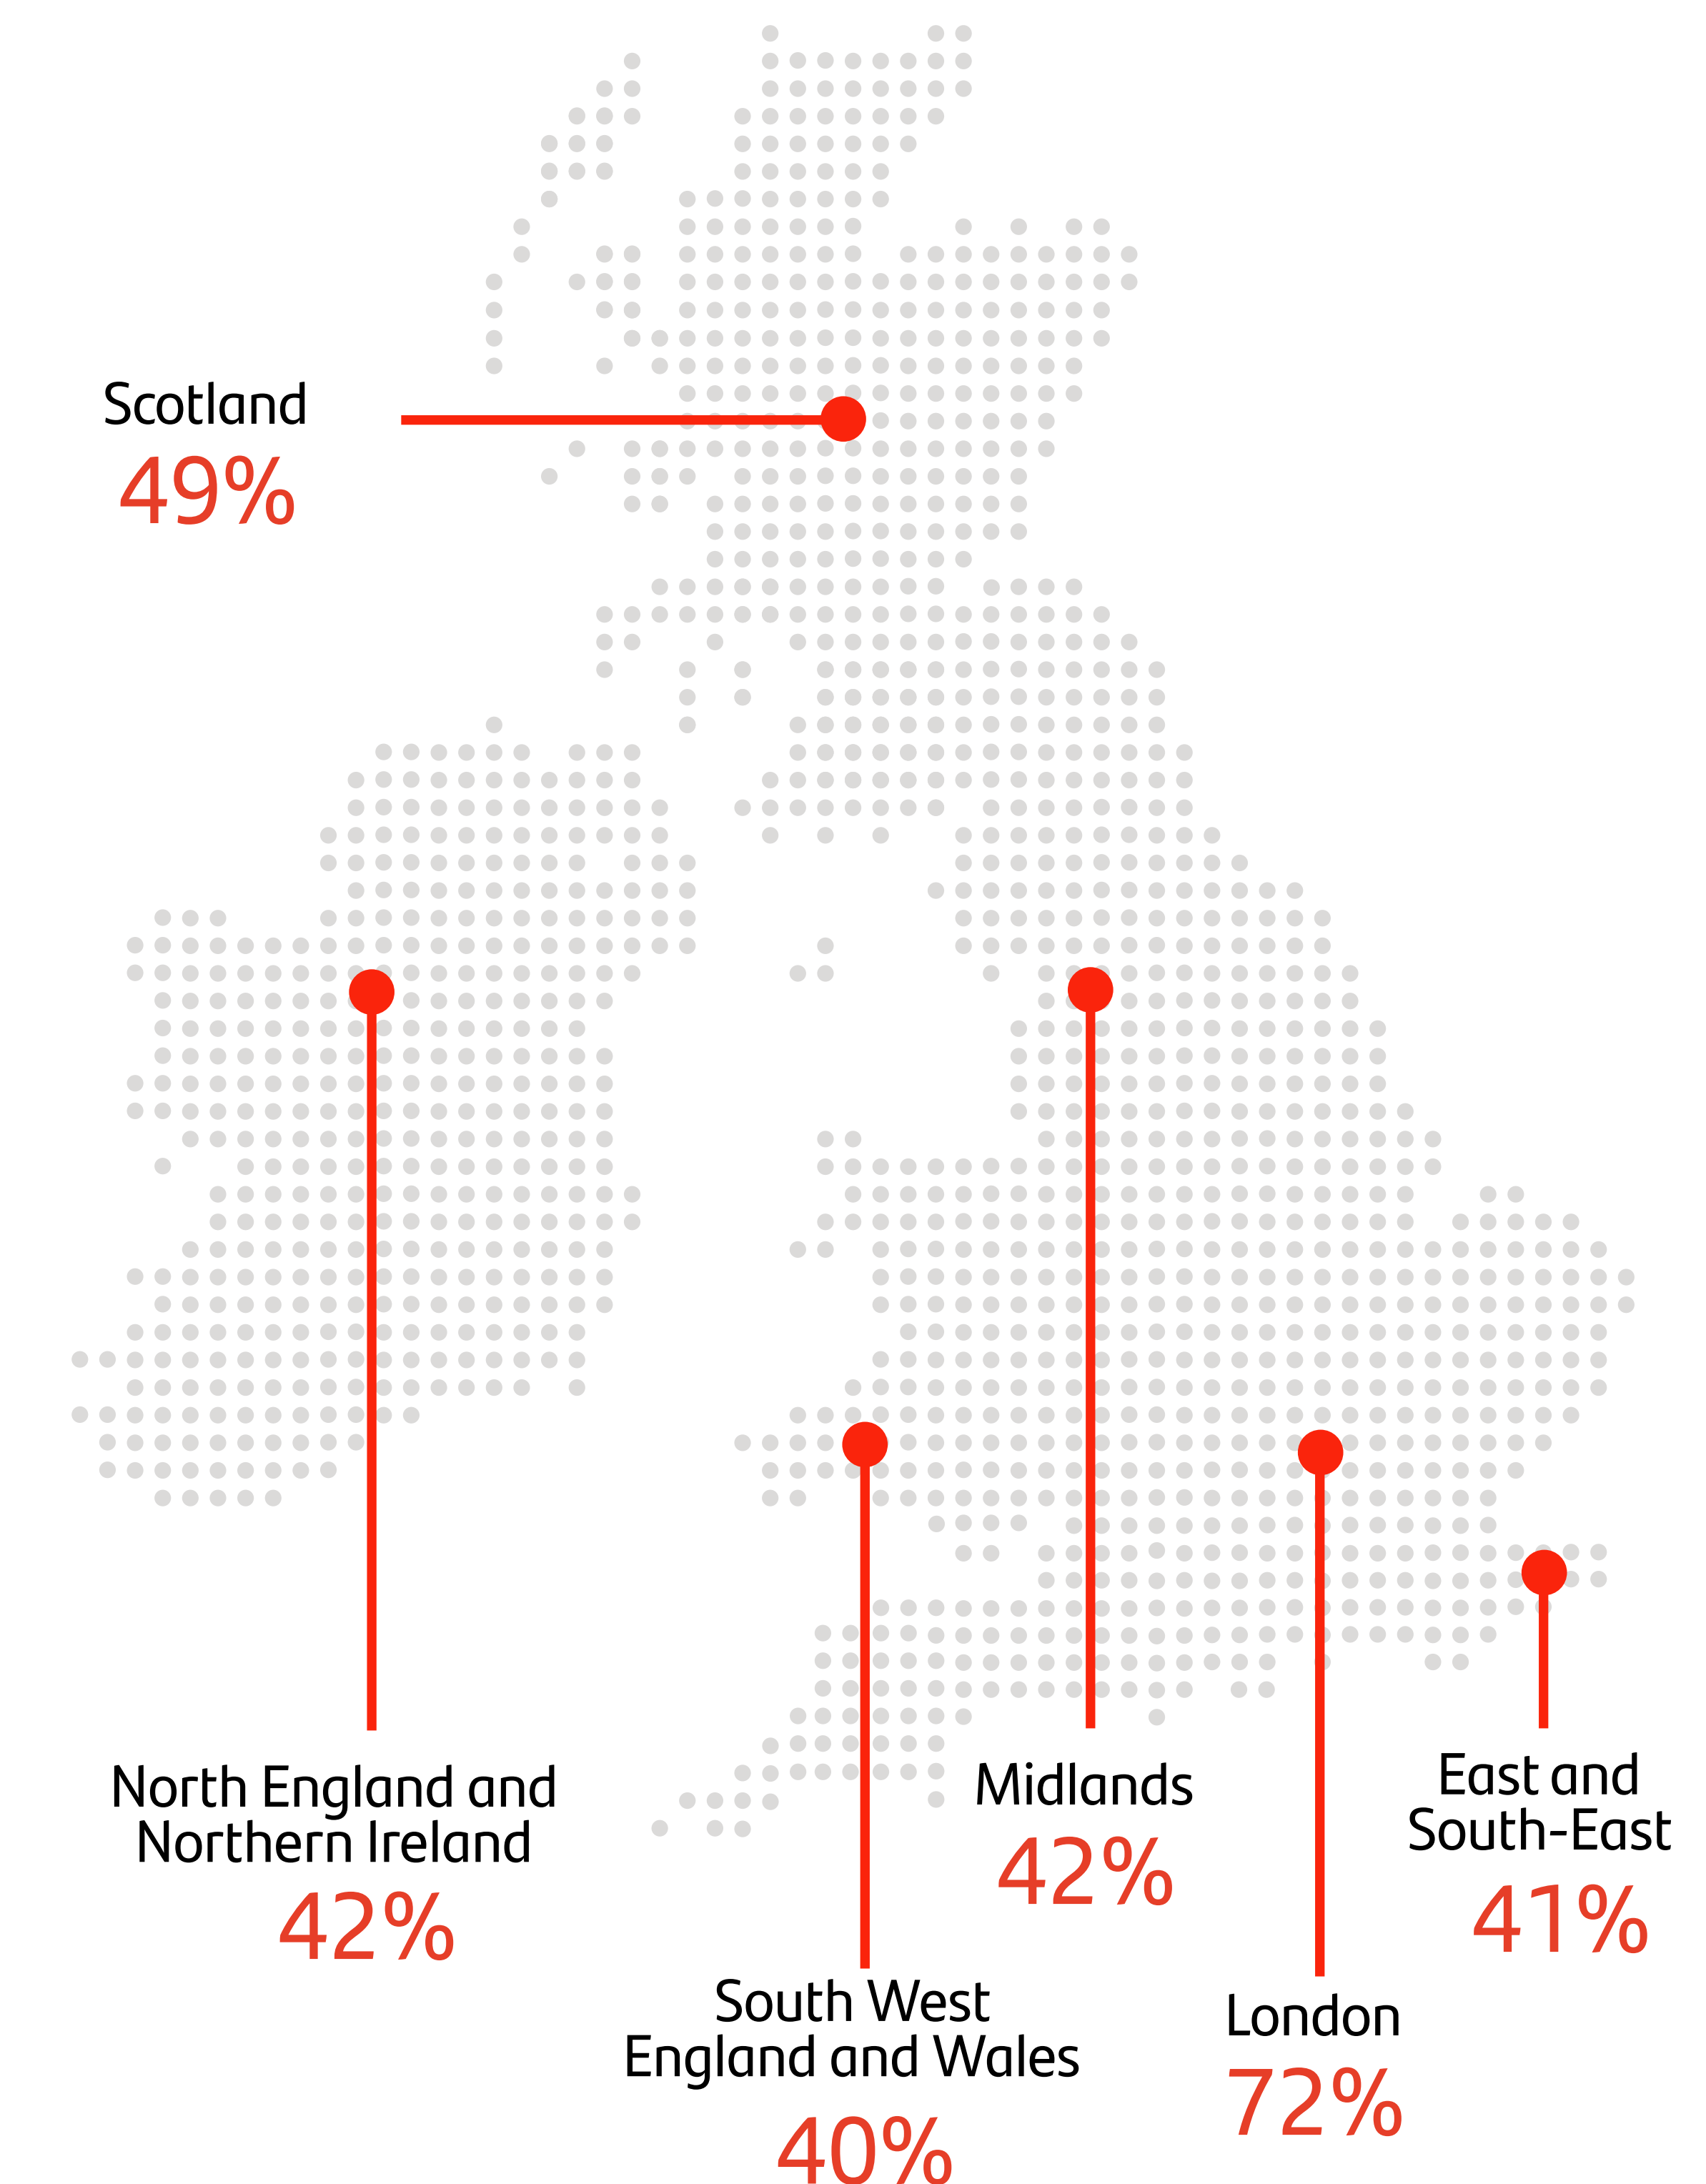 Scotland
49%
North England and
Northern Ireland
42%
Midlands
42%
East and
South-East
41%
South West
England and Wales
40%
London
72%